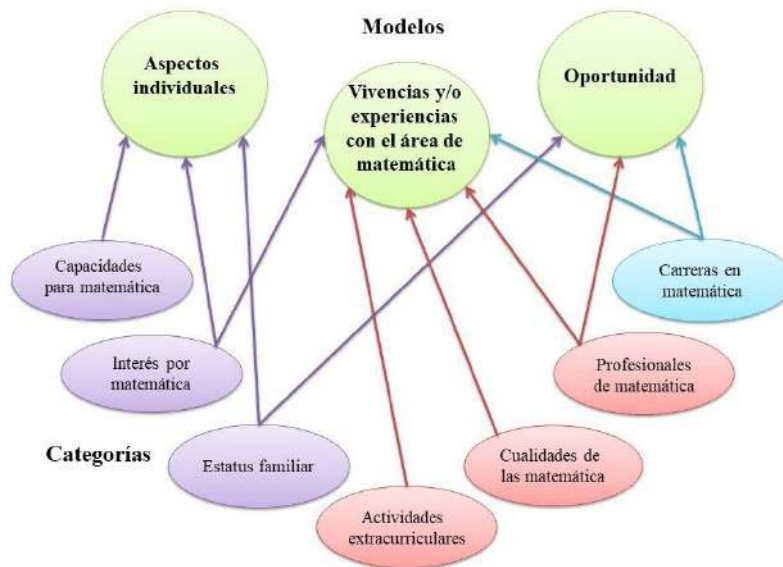 Modelos
Aspectos
individuales
Vivencias y/o
experiencias
con el área de
matemática
Oportunidad
Capacidades
para matemática
Carreras en
matemática
Interés por
matemática
Profesionales
de matemática
Categorías
Estatus familiar
Cualidades de
las matemática
Actividades
extracurriculares